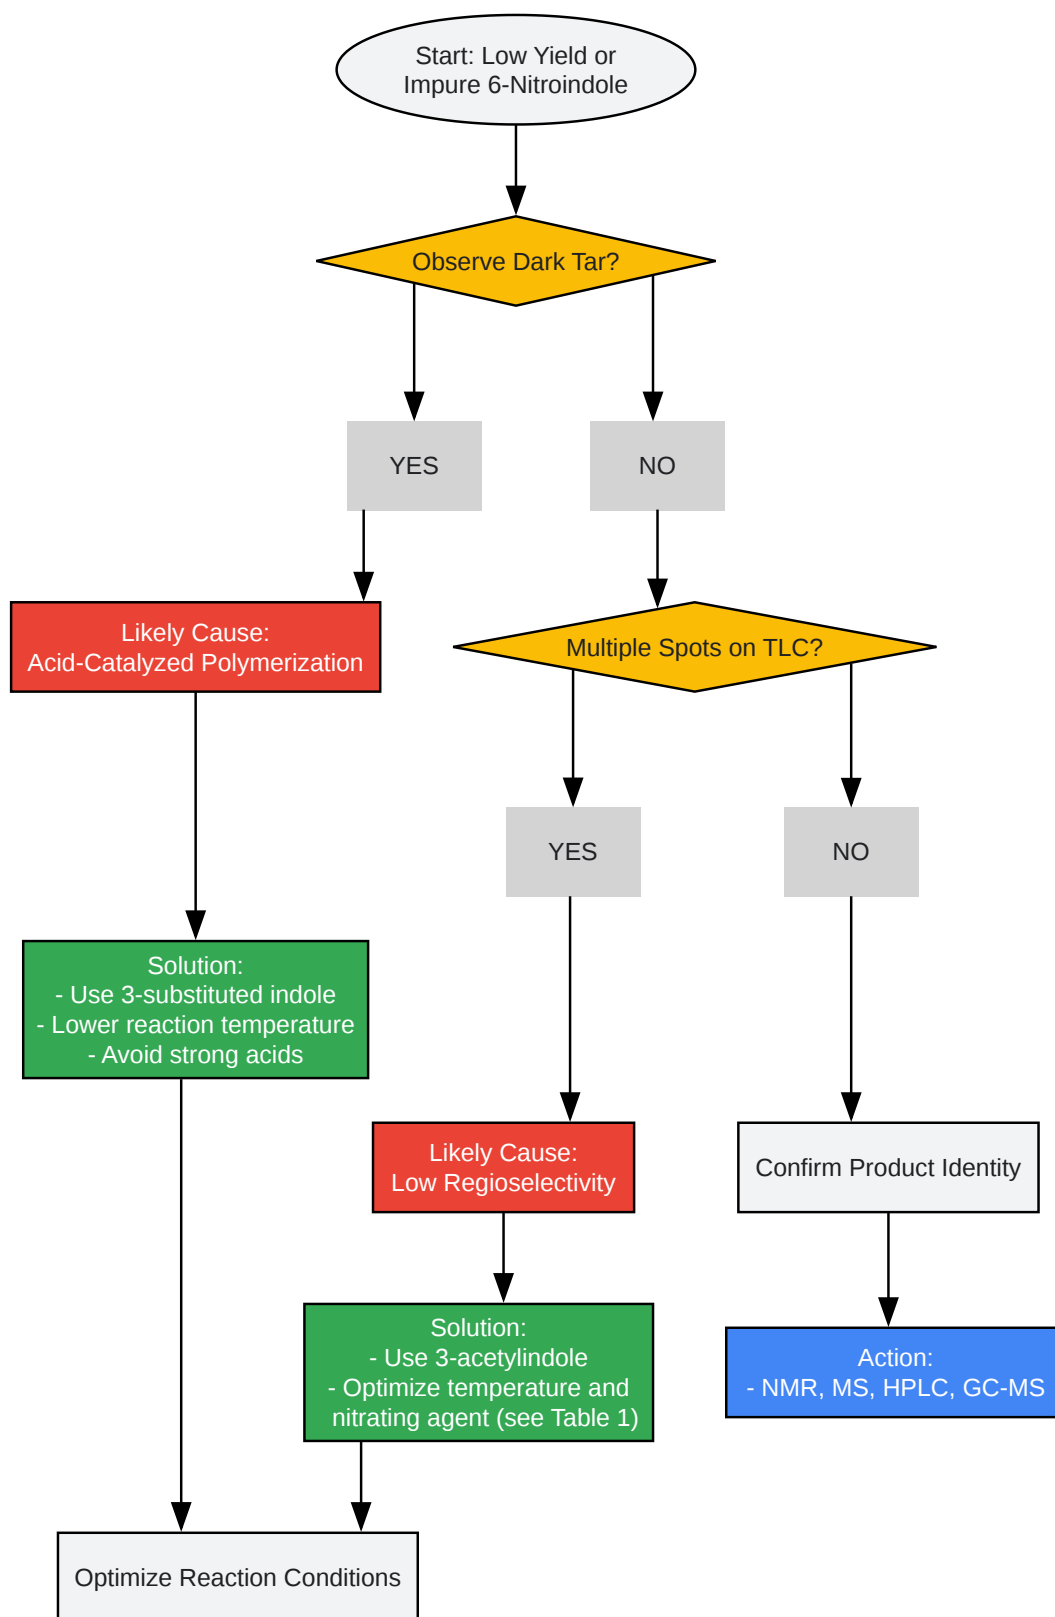 Start: Low Yield or
Impure 6-Nitroindole
Observe Dark Tar?
YES
NO
Likely Cause:
Acid-Catalyzed Polymerization
Multiple Spots on TLC?
YES
NO
Solution:
- Use 3-substituted indole
- Lower reaction temperature
- Avoid strong acids
Likely Cause:
Low Regioselectivity
Confirm Product Identity
Solution:
- Use 3-acetylindole
- Optimize temperature and
nitrating agent (see Table 1)
Action:
- NMR, MS, HPLC, GC-MS
Optimize Reaction Conditions